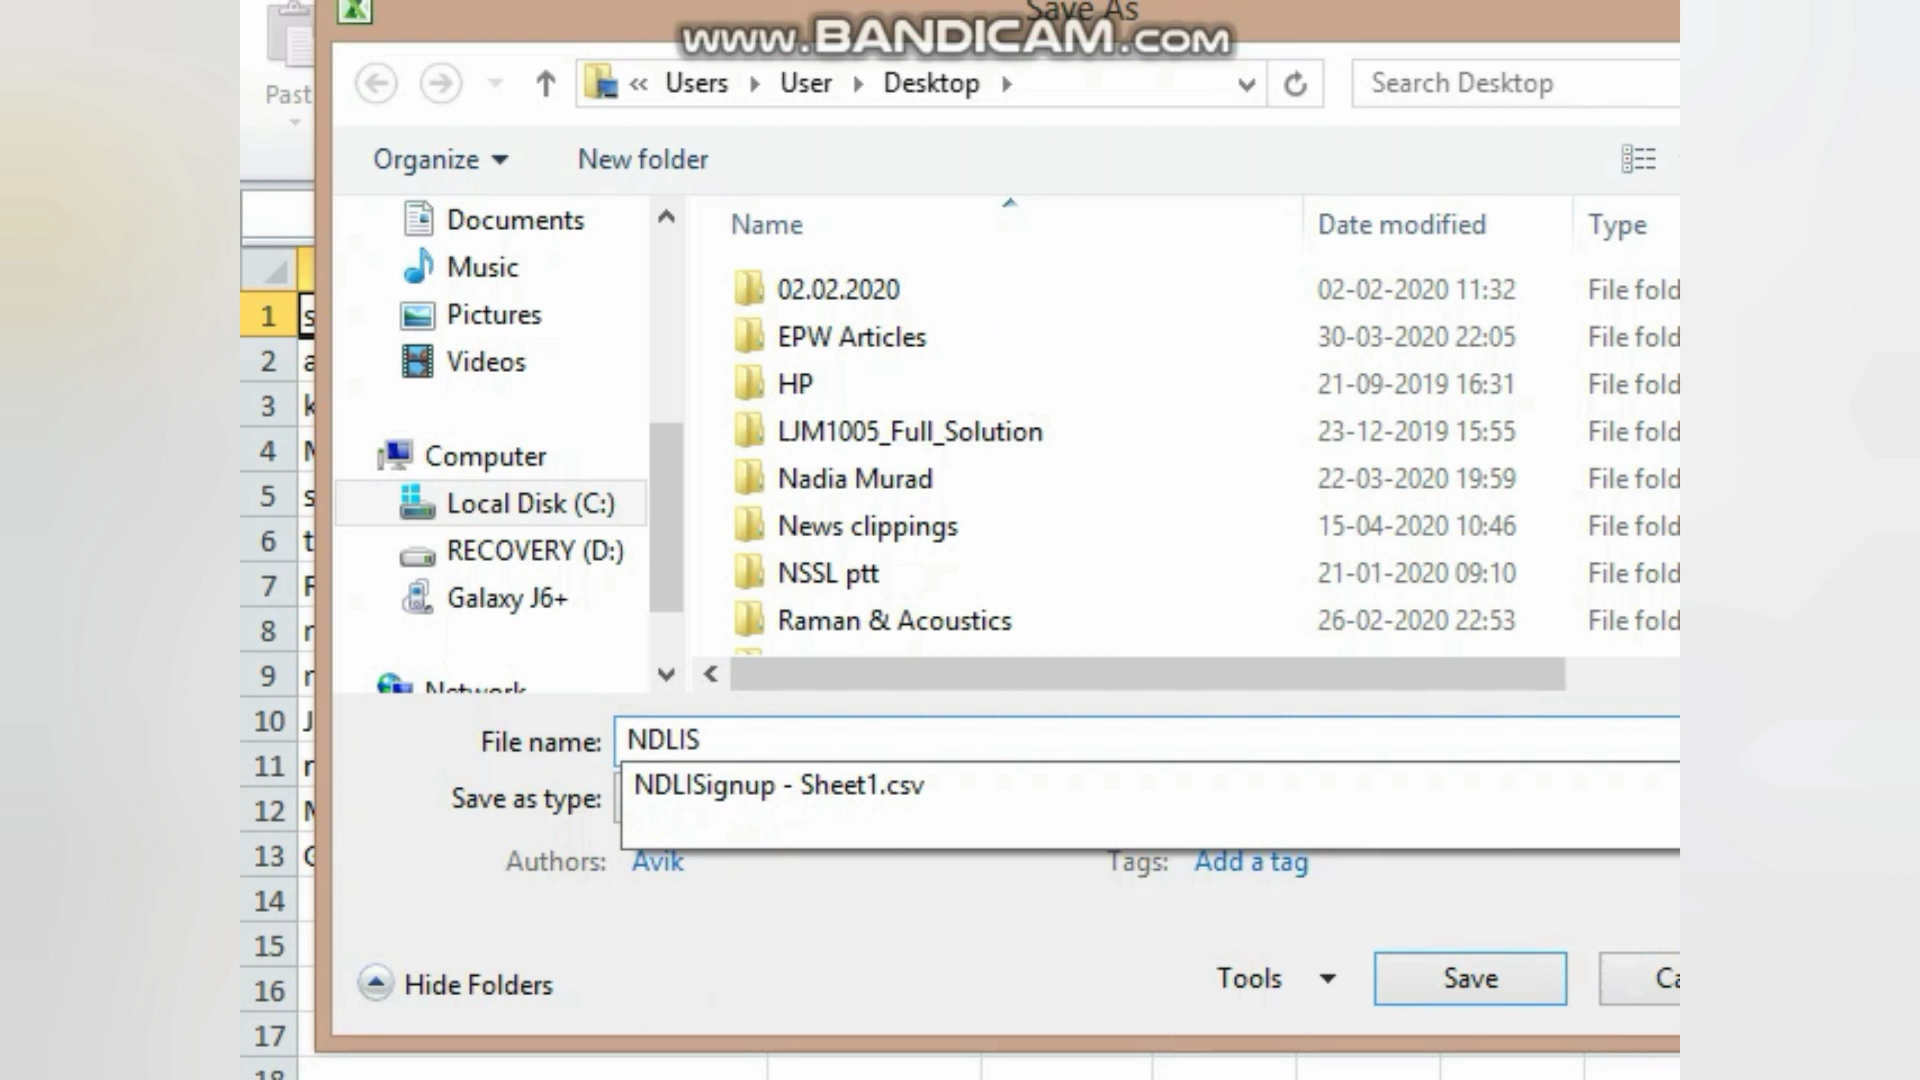 Save As
www.BANDICAM.com
Past
« Users User Desktop
Search Desktop
Organize
New folder
Documents
Music
Pictures
Videos
Computer
Local Disk (C:)
RECOVERY (D:)
Galaxy J6+
Network
Name Date modified Type
02.02.2020 02-02-2020 11:32 File fold
EPW Articles 30-03-2020 22:05 File fold
HP 21-09-2019 16:31 File fold
LJM1005_Full_Solution 23-12-2019 15:55 File fold
Nadia Murad 22-03-2020 19:59 File fold
News clippings 15-04-2020 10:46 File fold
NSSL ptt 21-01-2020 09:10 File fold
Raman & Acoustics 26-02-2020 22:53 File fold
File name: NDLIS
NDLISignup - Sheet1.csv
Save as type:
Authors: Avik
Tags: Add a tag
Hide Folders
Tools
Save
Ca
1 s
2 a
3 k
4
5 s
6 t
7
8 r
9 r
10 J
11 r
12
13
14
15
16
17
18